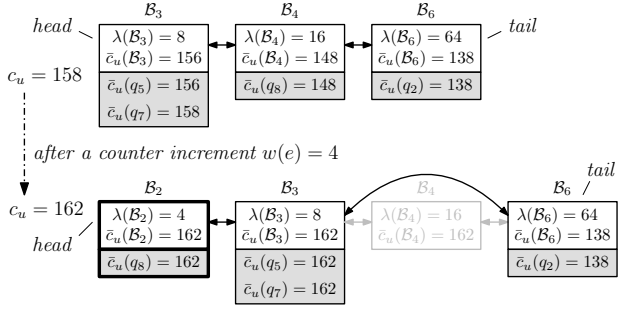 B₃ B₄ B₆
head tail
λ(B₃) = 8 λ(B₄) = 16 λ(B₆) = 64
c̄ᵤ(B₃) = 156 c̄ᵤ(B₄) = 148 c̄ᵤ(B₆) = 138
cᵤ = 158
c̄ᵤ(q₅) = 156 c̄ᵤ(q₈) = 148 c̄ᵤ(q₂) = 138
c̄ᵤ(q₇) = 158
after a counter increment w(e) = 4
B₂ B₃ B₄ B₆
tail
cᵤ = 162
head
λ(B₂) = 4 λ(B₃) = 8 λ(B₄) = 16 λ(B₆) = 64
c̄ᵤ(B₂) = 162 c̄ᵤ(B₃) = 162 c̄ᵤ(B₄) = 162 c̄ᵤ(B₆) = 138
c̄ᵤ(q₈) = 162 c̄ᵤ(q₅) = 162 c̄ᵤ(q₂) = 138
c̄ᵤ(q₇) = 162